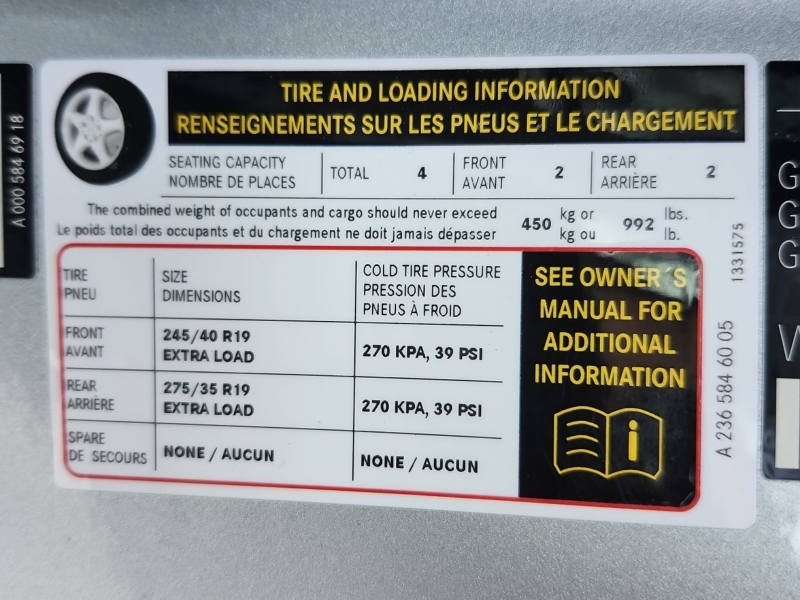 TIRE AND LOADING INFORMATION
RENSEIGNEMENTS SUR LES PNEUS ET LE CHARGEMENT
SEATING CAPACITY
NOMBRE DE PLACES
TOTAL 4
FRONT
AVANT
2
REAR
ARRIÈRE
2
The combined weight of occupants and cargo should never exceed
Le poids total des occupants et du chargement ne doit jamais dépasser
450 kg or
kg ou
992 lbs.
lb.
TIRE
PNEU
SIZE
DIMENSIONS
COLD TIRE PRESSURE
PRESSION DES
PNEUS À FROID
FRONT
AVANT
245/40 R19
EXTRA LOAD
270 KPA, 39 PSI
REAR
ARRIÈRE
275/35 R19
EXTRA LOAD
270 KPA, 39 PSI
SPARE
DE SECOURS
NONE / AUCUN
NONE / AUCUN
SEE OWNER´S
MANUAL FOR
ADDITIONAL
INFORMATION
i
1331575
A 236 584 60 05
A 000 584 69 18
G
G
G